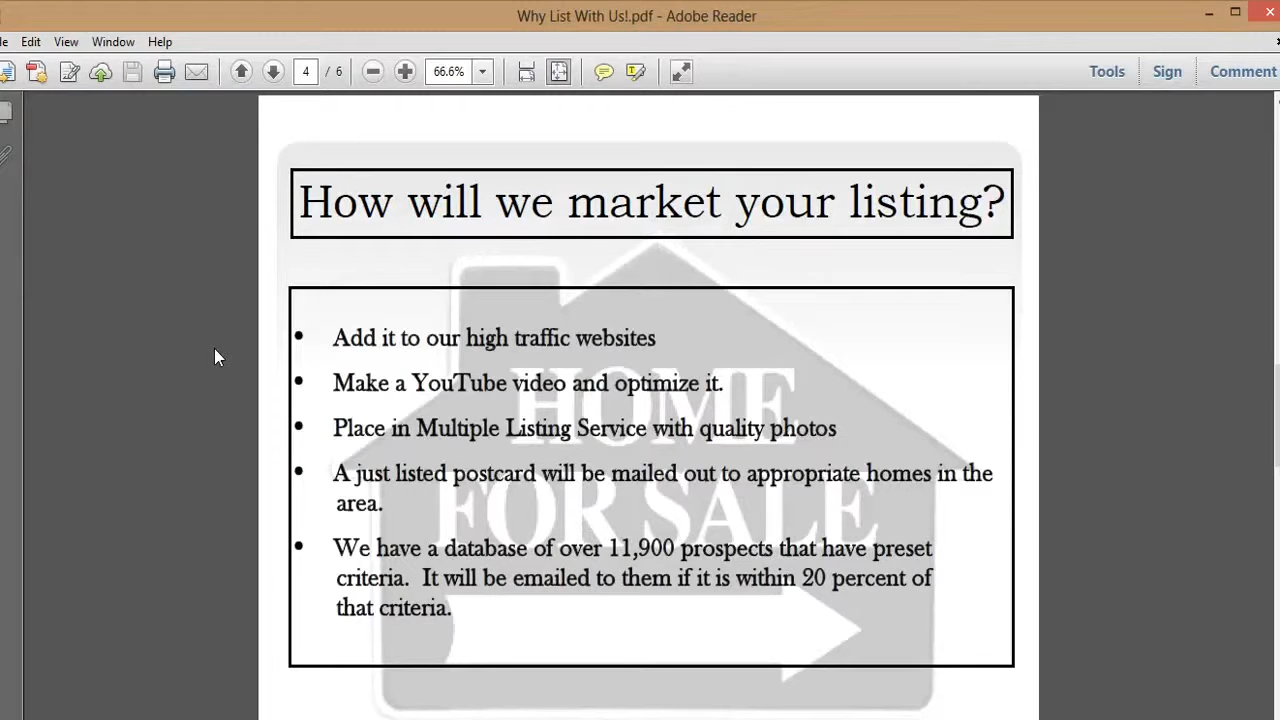 Why List With Us!.pdf - Adobe Reader
Edit View Window Help
4 / 6 66.6% Tools Sign Comment
How will we market your listing?
• Add it to our high traffic websites
• Make a YouTube video and optimize it.
• Place in Multiple Listing Service with quality photos
• A just listed postcard will be mailed out to appropriate homes in the
area.
• We have a database of over 11,900 prospects that have preset
criteria. It will be emailed to them if it is within 20 percent of
that criteria.
HOME
FOR SALE